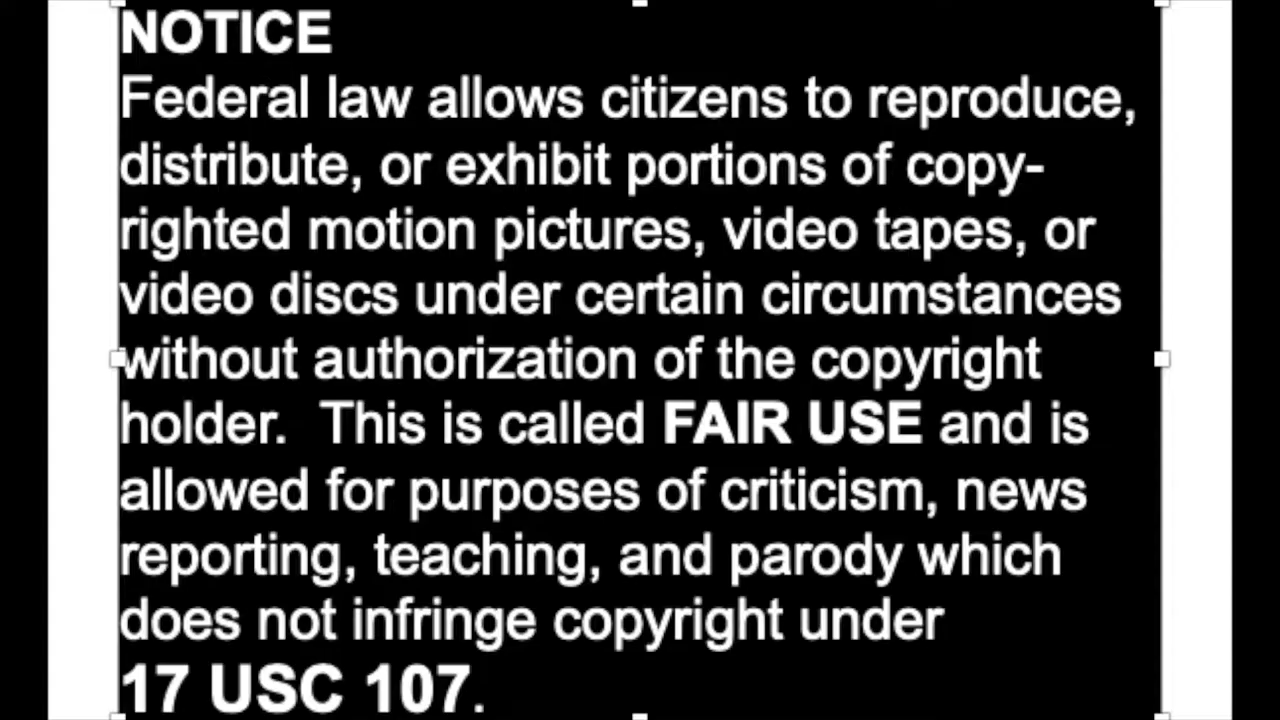 NOTICE
Federal law allows citizens to reproduce,
distribute, or exhibit portions of copy-
righted motion pictures, video tapes, or
video discs under certain circumstances
without authorization of the copyright
holder.  This is called FAIR USE and is
allowed for purposes of criticism, news
reporting, teaching, and parody which
does not infringe copyright under
17 USC 107.